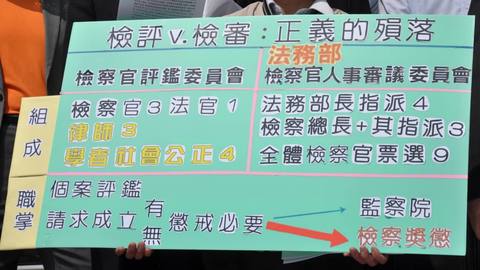 檢評v.檢審：正義的殞落
檢察官評鑑委員會
法務部
檢察官人事審議委員會
組成
檢察官3法官1
律師3
學者社會公正4
法務部長指派4
檢察總長+其指派3
全體檢察官票選9
職掌
個案評鑑
請求成立 有 懲戒必要
無
監察院
檢察獎懲